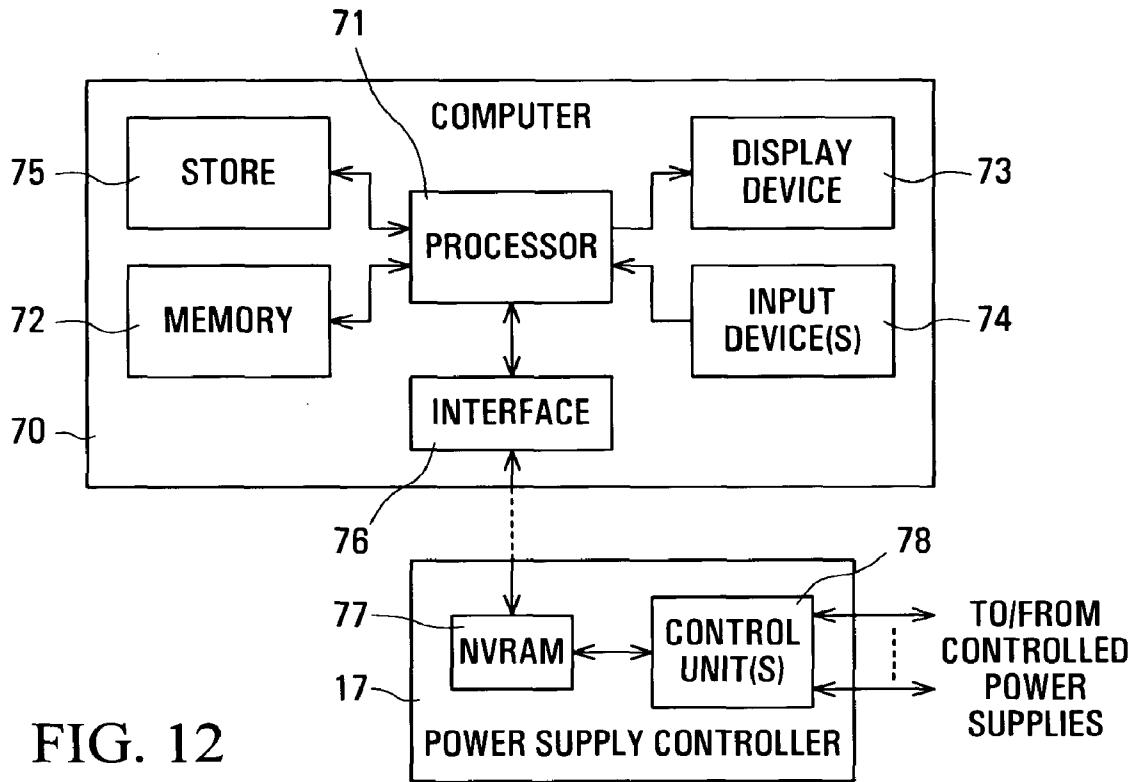 71
COMPUTER
75
STORE
DISPLAY
DEVICE
73
PROCESSOR
72
MEMORY
INPUT
DEVICE(S)
74
INTERFACE
70
76
78
77
NVRAM
CONTROL
UNIT(S)
TO/FROM
CONTROLLED
POWER
SUPPLIES
17
POWER SUPPLY CONTROLLER
FIG. 12